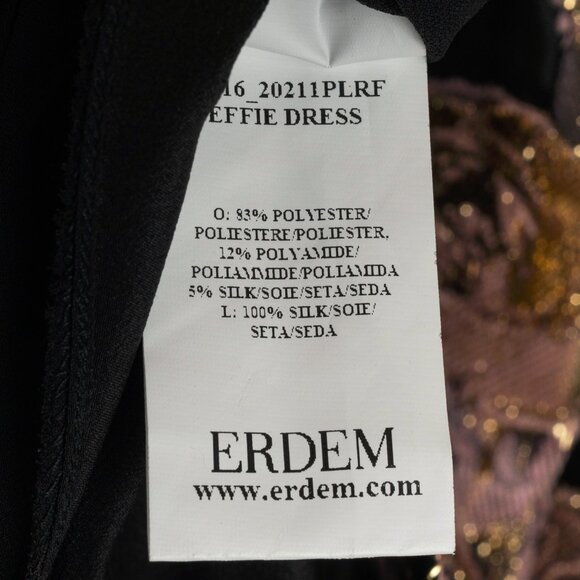 16_20211PLRF
EFFIE DRESS
O: 83% POLYESTER/
POLIESTERE/POLIESTER,
12% POLYAMIDE/
POLIAMMIDE/POLIAMIDA
5% SILK/SOIE/SETA/SEDA
L: 100% SILK/SOIE/
SETA/SEDA
ERDEM
www.erdem.com